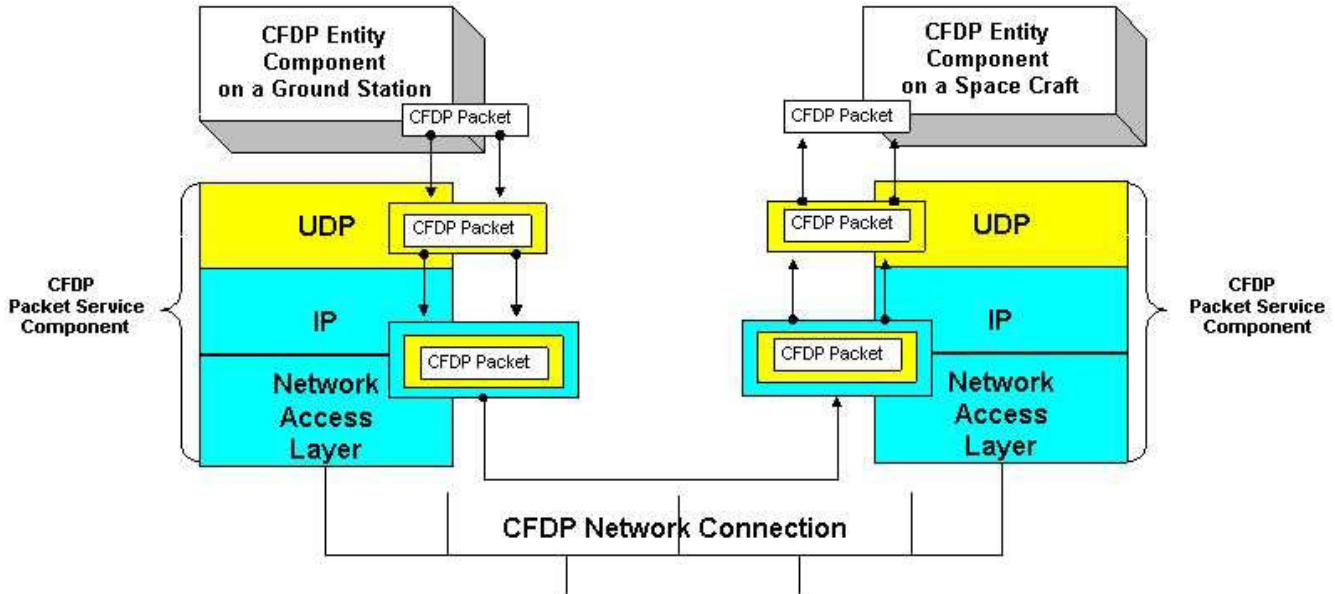 CFDP Entity
Component
on a Ground Station
CFDP Packet
CFDP Entity
Component
on a Space Craft
CFDP Packet
UDP
CFDP Packet
CFDP Packet
UDP
CFDP
Packet Service
Component
IP
CFDP Packet
CFDP Packet
IP
CFDP
Packet Service
Component
Network
Access
Layer
Network
Access
Layer
CFDP Network Connection